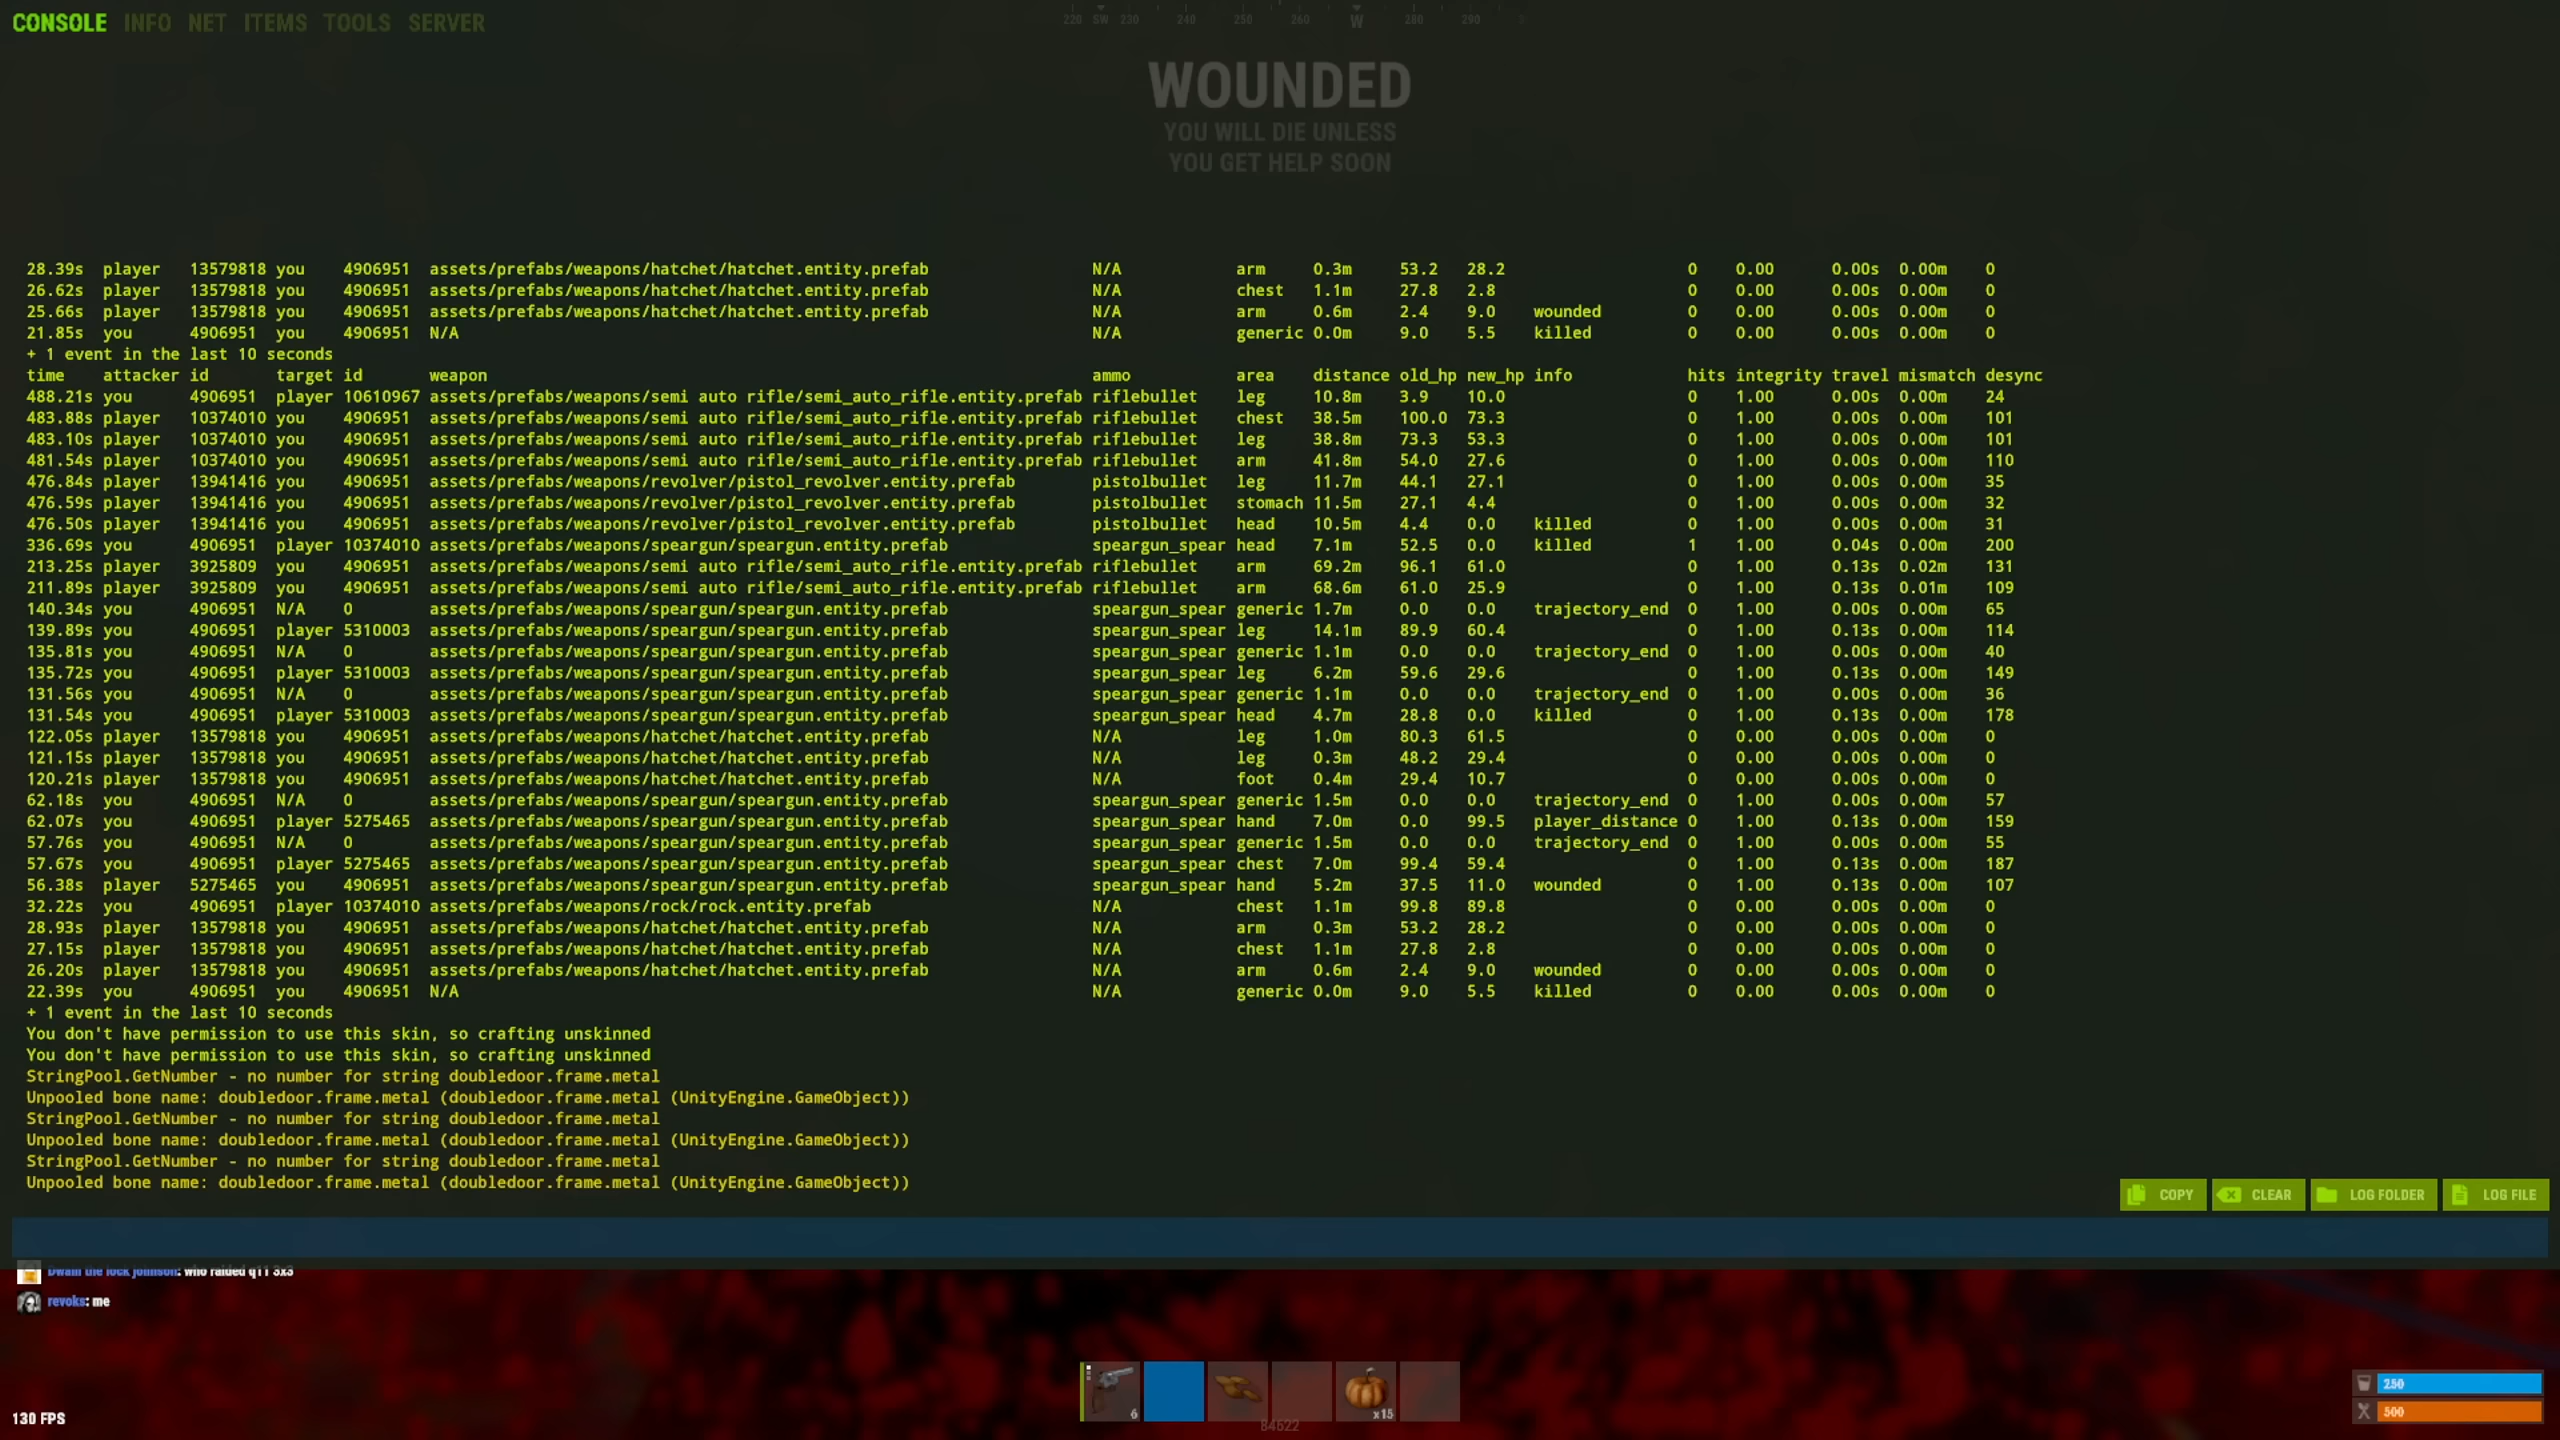 CONSOLE INFO NET ITEMS TOOLS SERVER
220 SW 230 240 250 260 W 280 290
WOUNDED
YOU WILL DIE UNLESS
YOU GET HELP SOON
28.39s player 13579818 you 4906951 assets/prefabs/weapons/hatchet/hatchet.entity.prefab N/A arm 0.3m 53.2 28.2 0 0.00 0.00s 0.00m 0
26.62s player 13579818 you 4906951 assets/prefabs/weapons/hatchet/hatchet.entity.prefab N/A chest 1.1m 27.8 2.8 0 0.00 0.00s 0.00m 0
25.66s player 13579818 you 4906951 assets/prefabs/weapons/hatchet/hatchet.entity.prefab N/A arm 0.6m 2.4 9.0 wounded 0 0.00 0.00s 0.00m 0
21.85s you 4906951 you 4906951 N/A N/A generic 0.0m 9.0 5.5 killed 0 0.00 0.00s 0.00m 0
+ 1 event in the last 10 seconds
time attacker id target id weapon ammo area distance old_hp new_hp info hits integrity travel mismatch desync
488.21s you 4906951 player 10610967 assets/prefabs/weapons/semi auto rifle/semi_auto_rifle.entity.prefab riflebullet leg 10.8m 3.9 10.0 0 1.00 0.00s 0.00m 24
483.88s player 10374010 you 4906951 assets/prefabs/weapons/semi auto rifle/semi_auto_rifle.entity.prefab riflebullet chest 38.5m 100.0 73.3 0 1.00 0.00s 0.00m 101
483.10s player 10374010 you 4906951 assets/prefabs/weapons/semi auto rifle/semi_auto_rifle.entity.prefab riflebullet leg 38.8m 73.3 53.3 0 1.00 0.00s 0.00m 101
481.54s player 10374010 you 4906951 assets/prefabs/weapons/semi auto rifle/semi_auto_rifle.entity.prefab riflebullet arm 41.8m 54.0 27.6 0 1.00 0.00s 0.00m 110
476.84s player 13941416 you 4906951 assets/prefabs/weapons/revolver/pistol_revolver.entity.prefab pistolbullet leg 11.7m 44.1 27.1 0 1.00 0.00s 0.00m 35
476.59s player 13941416 you 4906951 assets/prefabs/weapons/revolver/pistol_revolver.entity.prefab pistolbullet stomach 11.5m 27.1 4.4 0 1.00 0.00s 0.00m 32
476.50s player 13941416 you 4906951 assets/prefabs/weapons/revolver/pistol_revolver.entity.prefab pistolbullet head 10.5m 4.4 0.0 killed 0 1.00 0.00s 0.00m 31
336.69s you 4906951 player 10374010 assets/prefabs/weapons/speargun/speargun.entity.prefab speargun_spear head 7.1m 52.5 0.0 killed 1 1.00 0.04s 0.00m 200
213.25s player 3925809 you 4906951 assets/prefabs/weapons/semi auto rifle/semi_auto_rifle.entity.prefab riflebullet arm 69.2m 96.1 61.0 0 1.00 0.13s 0.02m 131
211.89s player 3925809 you 4906951 assets/prefabs/weapons/semi auto rifle/semi_auto_rifle.entity.prefab riflebullet arm 68.6m 61.0 25.9 0 1.00 0.13s 0.01m 109
140.34s you 4906951 N/A 0 assets/prefabs/weapons/speargun/speargun.entity.prefab speargun_spear generic 1.7m 0.0 0.0 trajectory_end 0 1.00 0.00s 0.00m 65
139.89s you 4906951 player 5310003 assets/prefabs/weapons/speargun/speargun.entity.prefab speargun_spear leg 14.1m 89.9 60.4 0 1.00 0.13s 0.00m 114
135.81s you 4906951 N/A 0 assets/prefabs/weapons/speargun/speargun.entity.prefab speargun_spear generic 1.1m 0.0 0.0 trajectory_end 0 1.00 0.00s 0.00m 40
135.72s you 4906951 player 5310003 assets/prefabs/weapons/speargun/speargun.entity.prefab speargun_spear leg 6.2m 59.6 29.6 0 1.00 0.13s 0.00m 149
131.56s you 4906951 N/A 0 assets/prefabs/weapons/speargun/speargun.entity.prefab speargun_spear generic 1.1m 0.0 0.0 trajectory_end 0 1.00 0.00s 0.00m 36
131.54s you 4906951 player 5310003 assets/prefabs/weapons/speargun/speargun.entity.prefab speargun_spear head 4.7m 28.8 0.0 killed 0 1.00 0.13s 0.00m 178
122.05s player 13579818 you 4906951 assets/prefabs/weapons/hatchet/hatchet.entity.prefab N/A leg 1.0m 80.3 61.5 0 1.00 0.00s 0.00m 0
121.15s player 13579818 you 4906951 assets/prefabs/weapons/hatchet/hatchet.entity.prefab N/A leg 0.3m 48.2 29.4 0 1.00 0.00s 0.00m 0
120.21s player 13579818 you 4906951 assets/prefabs/weapons/hatchet/hatchet.entity.prefab N/A foot 0.4m 29.4 10.7 0 1.00 0.00s 0.00m 0
62.18s you 4906951 N/A 0 assets/prefabs/weapons/speargun/speargun.entity.prefab speargun_spear generic 1.5m 0.0 0.0 trajectory_end 0 1.00 0.00s 0.00m 57
62.07s you 4906951 player 5275465 assets/prefabs/weapons/speargun/speargun.entity.prefab speargun_spear hand 7.0m 0.0 99.5 player_distance 0 1.00 0.13s 0.00m 159
57.76s you 4906951 N/A 0 assets/prefabs/weapons/speargun/speargun.entity.prefab speargun_spear generic 1.5m 0.0 0.0 trajectory_end 0 1.00 0.00s 0.00m 55
57.67s you 4906951 player 5275465 assets/prefabs/weapons/speargun/speargun.entity.prefab speargun_spear chest 7.0m 99.4 59.4 0 1.00 0.13s 0.00m 187
56.38s player 5275465 you 4906951 assets/prefabs/weapons/speargun/speargun.entity.prefab speargun_spear hand 5.2m 37.5 11.0 wounded 0 1.00 0.13s 0.00m 107
32.22s you 4906951 player 10374010 assets/prefabs/weapons/rock/rock.entity.prefab N/A chest 1.1m 99.8 89.8 0 0.00 0.00s 0.00m 0
28.93s player 13579818 you 4906951 assets/prefabs/weapons/hatchet/hatchet.entity.prefab N/A arm 0.3m 53.2 28.2 0 0.00 0.00s 0.00m 0
27.15s player 13579818 you 4906951 assets/prefabs/weapons/hatchet/hatchet.entity.prefab N/A chest 1.1m 27.8 2.8 0 0.00 0.00s 0.00m 0
26.20s player 13579818 you 4906951 assets/prefabs/weapons/hatchet/hatchet.entity.prefab N/A arm 0.6m 2.4 9.0 wounded 0 0.00 0.00s 0.00m 0
22.39s you 4906951 you 4906951 N/A N/A generic 0.0m 9.0 5.5 killed 0 0.00 0.00s 0.00m 0
+ 1 event in the last 10 seconds
You don't have permission to use this skin, so crafting unskinned
You don't have permission to use this skin, so crafting unskinned
StringPool.GetNumber - no number for string doubledoor.frame.metal
Unpooled bone name: doubledoor.frame.metal (doubledoor.frame.metal (UnityEngine.GameObject))
StringPool.GetNumber - no number for string doubledoor.frame.metal
Unpooled bone name: doubledoor.frame.metal (doubledoor.frame.metal (UnityEngine.GameObject))
StringPool.GetNumber - no number for string doubledoor.frame.metal
Unpooled bone name: doubledoor.frame.metal (doubledoor.frame.metal (UnityEngine.GameObject))
COPY CLEAR LOG FOLDER LOG FILE
Dwain the lock johnson: who raided q11 3x3
revoks: me
6 x15
84522
250
500
130 FPS